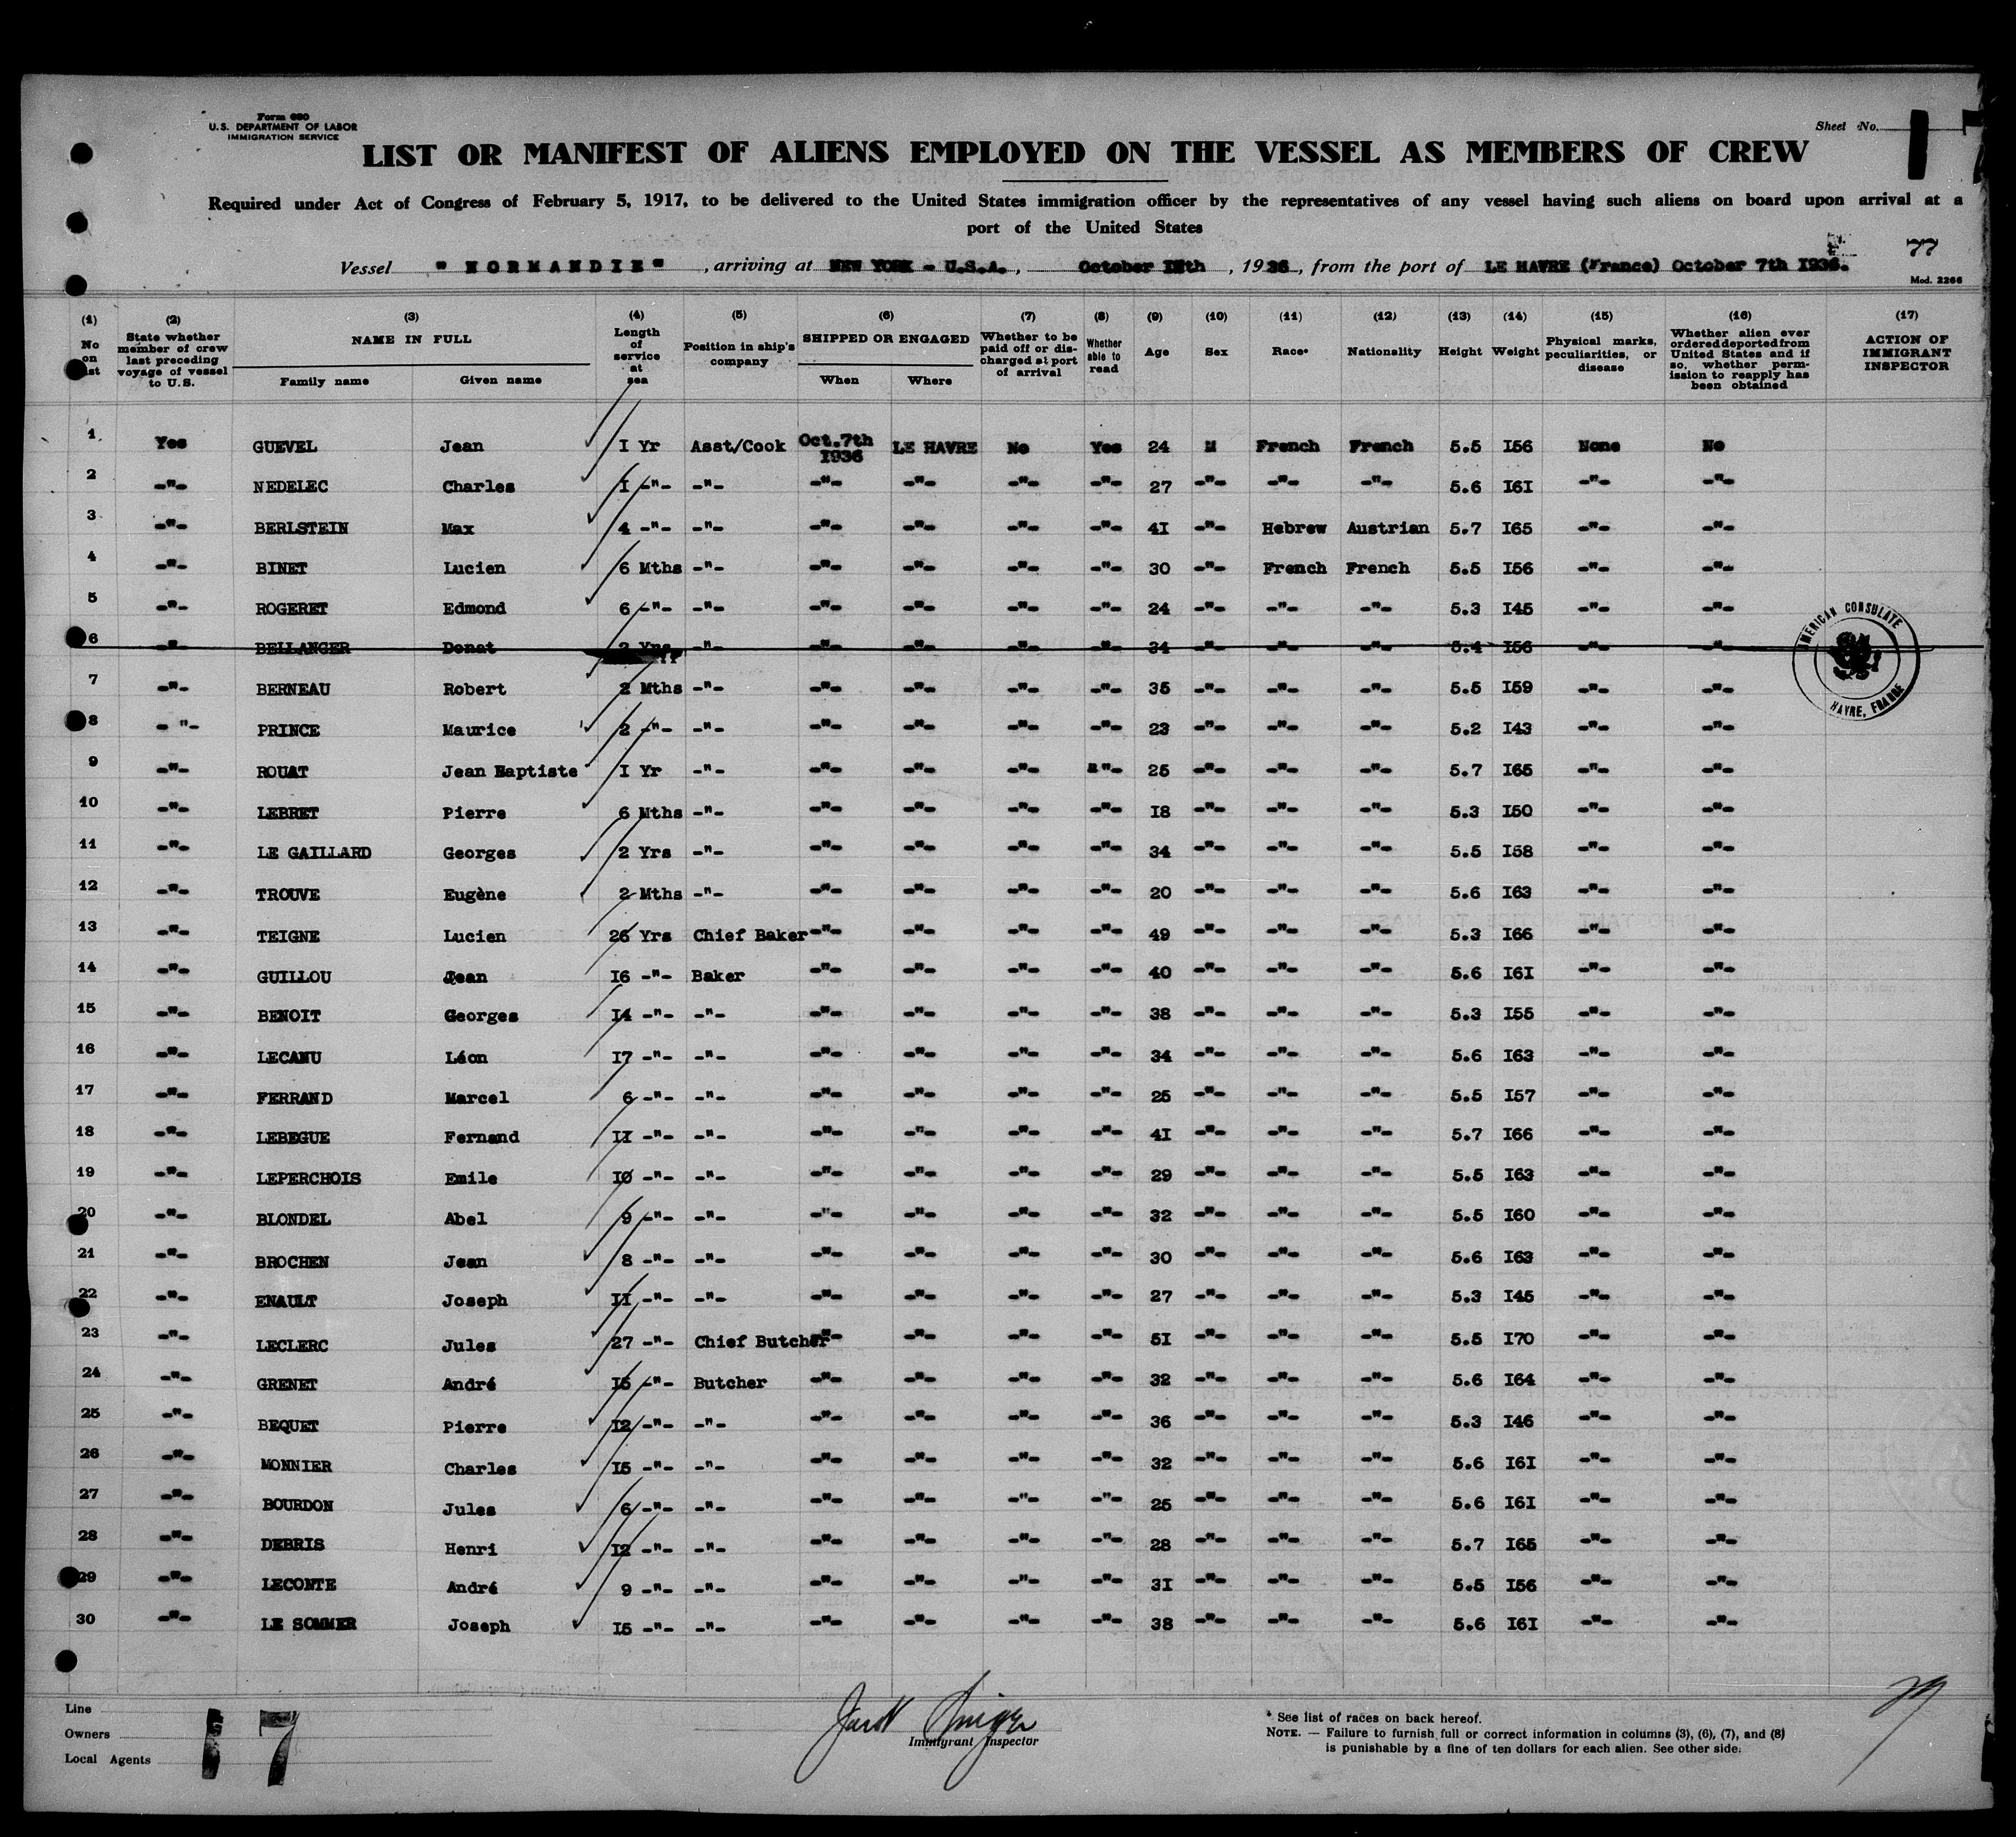 Form 680
U.S. DEPARTMENT OF LABOR
IMMIGRATION SERVICE
Sheet No. 17
LIST OR MANIFEST OF ALIENS EMPLOYED ON THE VESSEL AS MEMBERS OF CREW
Required under Act of Congress of February 5, 1917, to be delivered to the United States immigration officer by the representatives of any vessel having such aliens on board upon arrival at a
port of the United States
77
Vessel " NORMANDIE" , arriving at NEW YORK - U.S.A. , October 12th , 1936 , from the port of LE HAVRE (France) October 7th I936.
Mod. 2266
(1) No on list (2) State whether member of crew last preceding voyage of vessel to U.S. (3) NAME IN FULL Family name Given name (4) Length of service at sea (5) Position in ship's company (6) SHIPPED OR ENGAGED When Where (7) Whether to be paid off or discharged at port of arrival (8) Whether able to read (9) Age (10) Sex (11) Race* (12) Nationality (13) Height (14) Weight (15) Physical marks, peculiarities, or disease (16) Whether alien ever ordered deported from United States and if so, whether permission to reapply has been obtained (17) ACTION OF IMMIGRANT INSPECTOR
1 Yes GUEVEL Jean I Yr Asst/Cook Oct.7th I936 LE HAVRE No Yes 24 M French French 5.5 I56 None No
2 -"- NEDELEC Charles I -"- -"- -"- -"- -"- -"- 27 -"- -"- -"- 5.6 I6I -"- -"-
3 -"- BERLSTEIN Max 4 -"- -"- -"- -"- -"- -"- 4I -"- Hebrew Austrian 5.7 I65 -"- -"-
4 -"- BINET Lucien 6 Mths -"- -"- -"- -"- -"- 30 -"- French French 5.5 I56 -"- -"-
5 -"- ROGERET Edmond 6 -"- -"- -"- -"- -"- -"- 24 -"- -"- -"- 5.3 I45 -"- -"-
6 -"- BELLANGER Donat 2 Yrs -"- -"- -"- -"- -"- 34 -"- -"- -"- 5.4 I56 -"- -"-
AMERICAN CONSULATE
HAVRE, FRANCE
7 -"- BERNEAU Robert 2 Mths -"- -"- -"- -"- -"- 35 -"- -"- -"- 5.5 I59 -"- -"-
8 - "- PRINCE Maurice 2 -"- -"- -"- -"- -"- -"- 23 -"- -"- -"- 5.2 I43 -"- -"-
9 -"- ROUAT Jean Baptiste I Yr -"- -"- -"- -"- -"- 25 -"- -"- -"- 5.7 I65 -"- -"-
10 -"- LEBRET Pierre 6 Mths -"- -"- -"- -"- -"- I8 -"- -"- -"- 5.3 I50 -"- -"-
11 -"- LE GAILLARD Georges 2 Yrs -"- -"- -"- -"- -"- 34 -"- -"- -"- 5.5 I58 -"- -"-
12 -"- TROUVE Eugène 2 Mths -"- -"- -"- -"- -"- 20 -"- -"- -"- 5.6 I63 -"- -"-
13 -"- TEIGNE Lucien 26 Yrs Chief Baker -"- -"- -"- -"- 49 -"- -"- -"- 5.3 I66 -"- -"-
14 -"- GUILLOU Jean I6 -"- Baker -"- -"- -"- -"- 40 -"- -"- -"- 5.6 I6I -"- -"-
15 -"- BENOIT Georges I4 -"- -"- -"- -"- -"- -"- 38 -"- -"- -"- 5.3 I55 -"- -"-
16 -"- LECANU Léon I7 -"- -"- -"- -"- -"- -"- 34 -"- -"- -"- 5.6 I63 -"- -"-
17 -"- FERRAND Marcel 6 -"- -"- -"- -"- -"- -"- 25 -"- -"- -"- 5.5 I57 -"- -"-
18 -"- LEBEGUE Fernand II -"- -"- -"- -"- -"- -"- 4I -"- -"- -"- 5.7 I66 -"- -"-
19 -"- LEPERCHOIS Emile I0 -"- -"- -"- -"- -"- -"- 29 -"- -"- -"- 5.5 I63 -"- -"-
20 -"- BLONDEL Abel 9 -"- -"- -"- -"- -"- -"- 32 -"- -"- -"- 5.5 I60 -"- -"-
21 -"- BROCHEN Jean 8 -"- -"- -"- -"- -"- -"- 30 -"- -"- -"- 5.6 I63 -"- -"-
22 -"- ENAULT Joseph II -"- -"- -"- -"- -"- -"- 27 -"- -"- -"- 5.3 I45 -"- -"-
23 -"- LECLERC Jules 27 -"- Chief Butcher -"- -"- -"- -"- 5I -"- -"- -"- 5.5 I70 -"- -"-
24 -"- GRENET André I5 -"- Butcher -"- -"- -"- -"- 32 -"- -"- -"- 5.6 I64 -"- -"-
25 -"- BEQUET Pierre I2 -"- -"- -"- -"- -"- -"- 36 -"- -"- -"- 5.3 I46 -"- -"-
26 -"- MONNIER Charles I5 -"- -"- -"- -"- -"- -"- 32 -"- -"- -"- 5.6 I6I -"- -"-
27 -"- BOURDON Jules 6 -"- -"- -"- -"- -"- -"- 25 -"- -"- -"- 5.6 I6I -"- -"-
28 -"- DEBRIS Henri I2 -"- -"- -"- -"- -"- -"- 28 -"- -"- -"- 5.7 I65 -"- -"-
29 -"- LECONTE André 9 -"- -"- -"- -"- -"- -"- 3I -"- -"- -"- 5.5 I56 -"- -"-
30 -"- LE SOMMER Joseph I5 -"- -"- -"- -"- -"- -"- 38 -"- -"- -"- 5.6 I6I -"- -"-
Line
Owners
Local Agents
17
Immigrant Inspector
* See list of races on back hereof.
NOTE. — Failure to furnish full or correct information in columns (3), (6), (7), and (8)
is punishable by a fine of ten dollars for each alien. See other side.
29